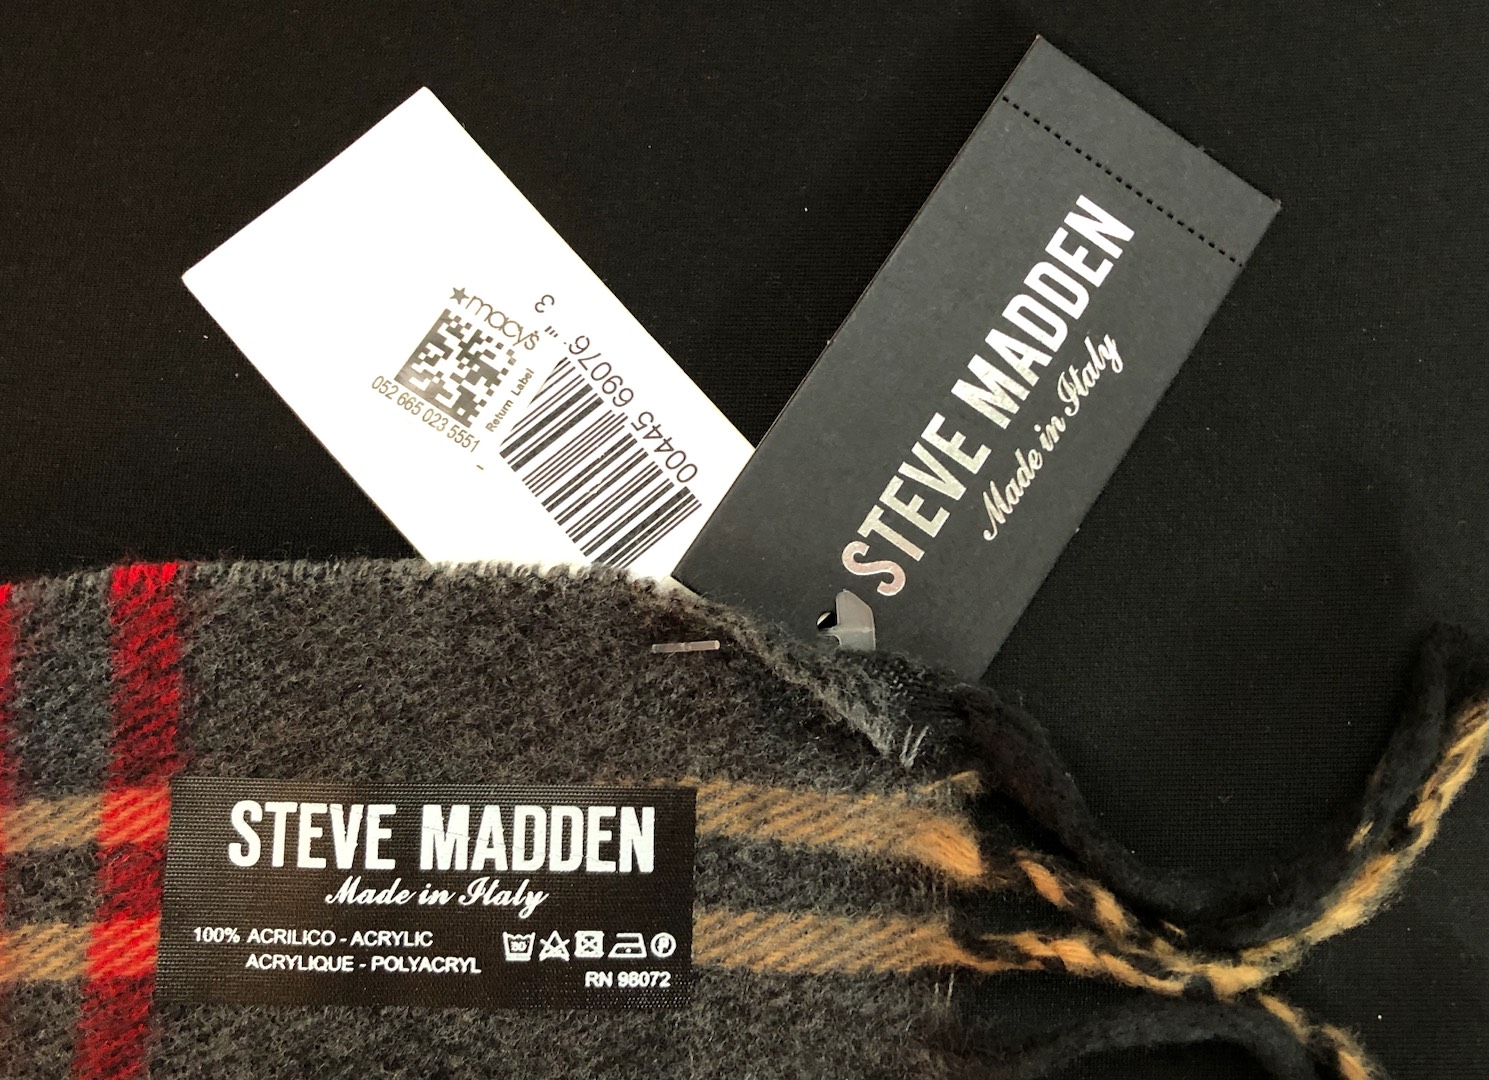 ★macy's
052 665 023 5551
Return Label
3
00445 69076
STEVE MADDEN
Made in Italy
STEVE MADDEN
Made in Italy
100% ACRILICO - ACRYLIC
ACRYLIQUE - POLYACRYL
30 P
RN 98072